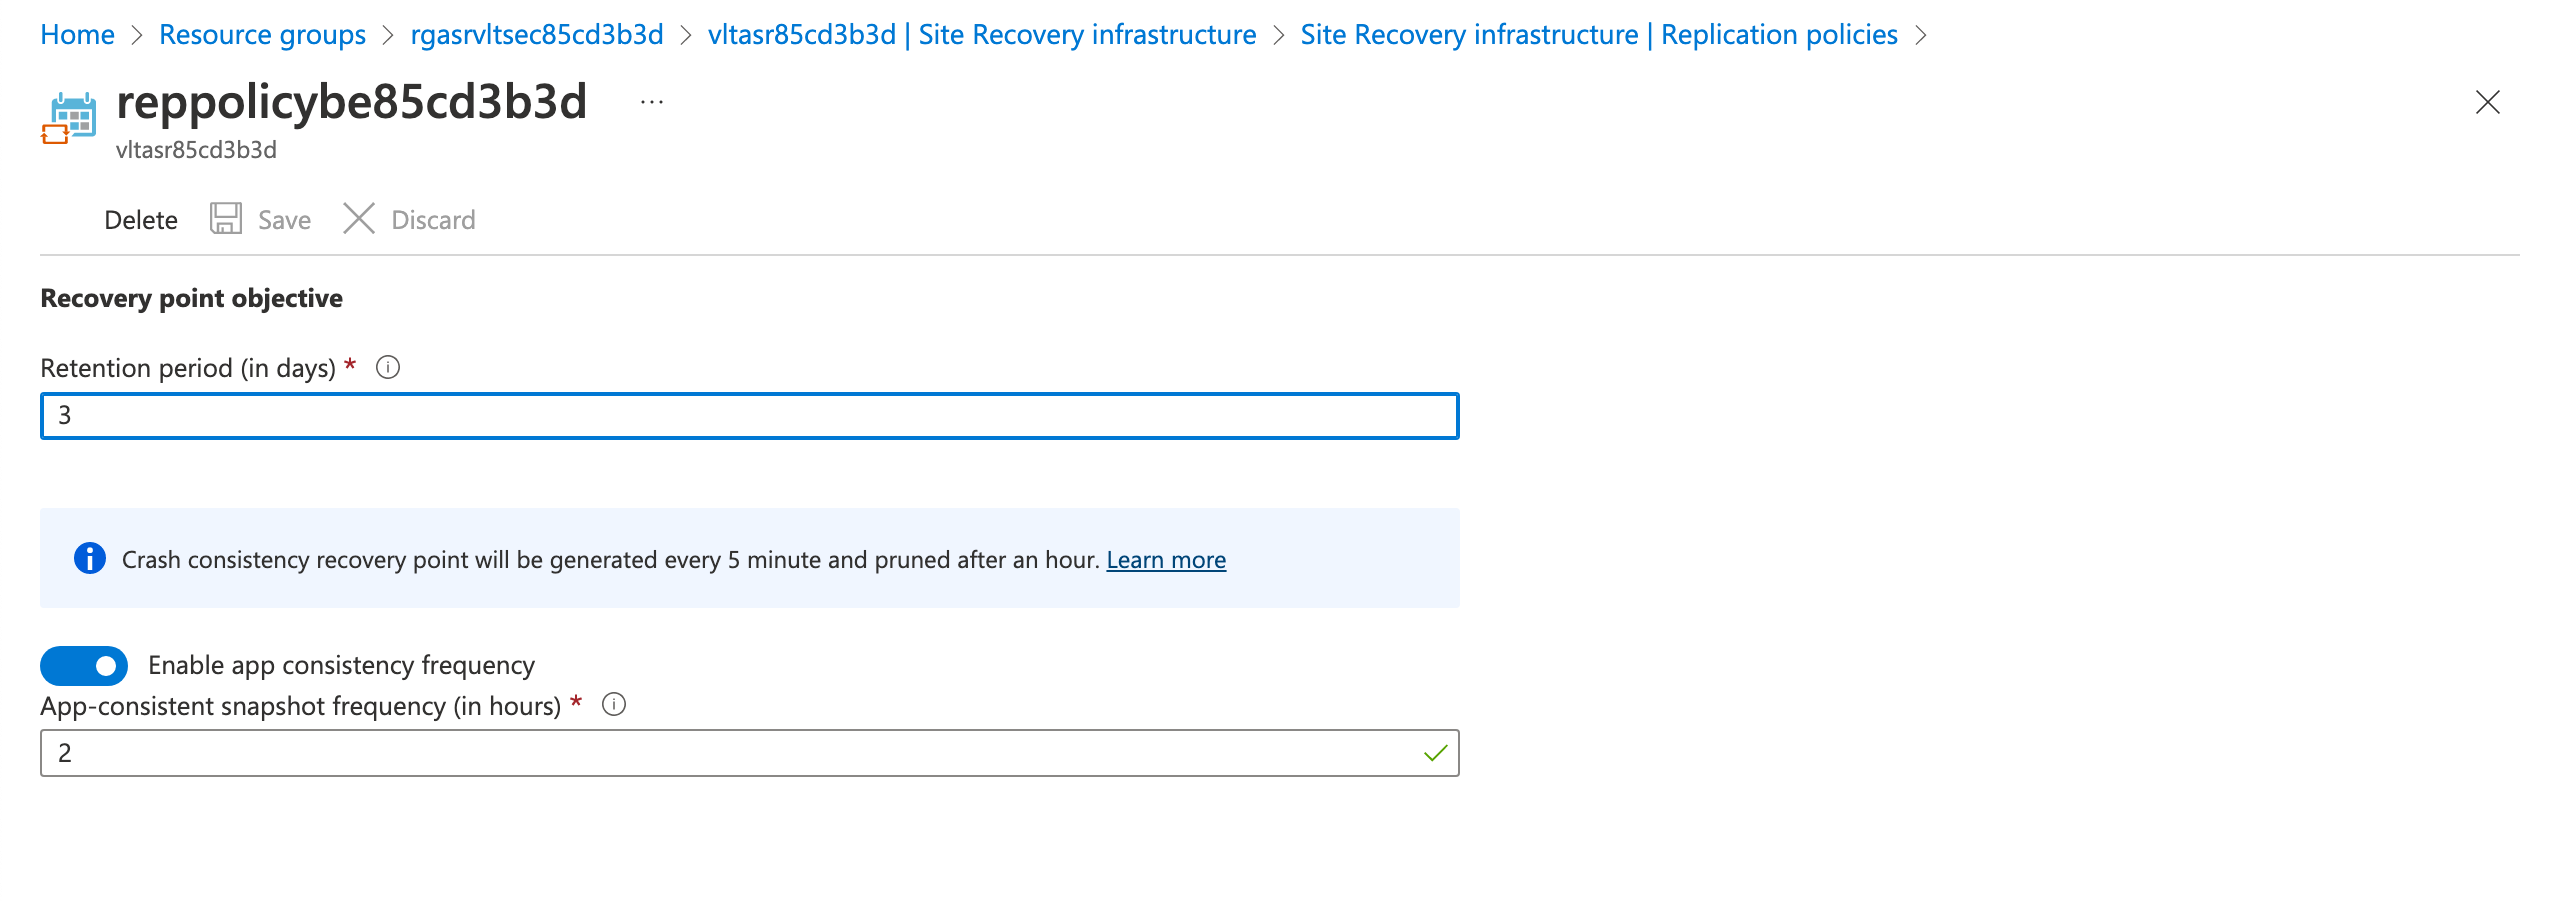 Home > Resource groups > rgasrvltsec85cd3b3d > vltasr85cd3b3d | Site Recovery infrastructure > Site Recovery infrastructure | Replication policies >
reppolicybe85cd3b3d ...
vltasr85cd3b3d
Delete Save Discard
Recovery point objective
Retention period (in days) *
3
Crash consistency recovery point will be generated every 5 minute and pruned after an hour. Learn more
Enable app consistency frequency
App-consistent snapshot frequency (in hours) *
2